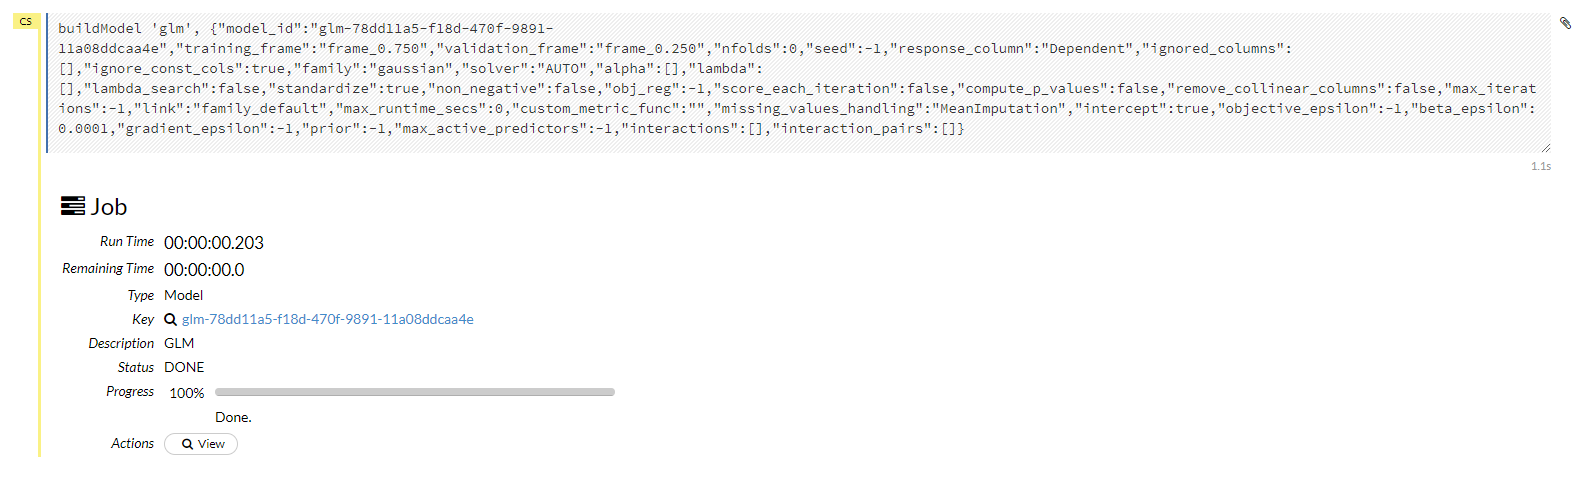 CS
buildModel 'glm', {"model_id":"glm-78dd11a5-f18d-470f-9891-
11a08ddcaa4e","training_frame":"frame_0.750","validation_frame":"frame_0.250","nfolds":0,"seed":-1,"response_column":"Dependent","ignored_columns":
[],"ignore_const_cols":true,"family":"gaussian","solver":"AUTO","alpha":[],"lambda":
[],"lambda_search":false,"standardize":true,"non_negative":false,"obj_reg":-1,"score_each_iteration":false,"compute_p_values":false,"remove_collinear_columns":false,"max_iterat
ions":-1,"link":"family_default","max_runtime_secs":0,"custom_metric_func":"","missing_values_handling":"MeanImputation","intercept":true,"objective_epsilon":-1,"beta_epsilon":
0.0001,"gradient_epsilon":-1,"prior":-1,"max_active_predictors":-1,"interactions":[],"interaction_pairs":[]}
1.1s
Job
Run Time 00:00:00.203
Remaining Time 00:00:00.0
Type Model
Key glm-78dd11a5-f18d-470f-9891-11a08ddcaa4e
Description GLM
Status DONE
Progress 100%
Done.
Actions View